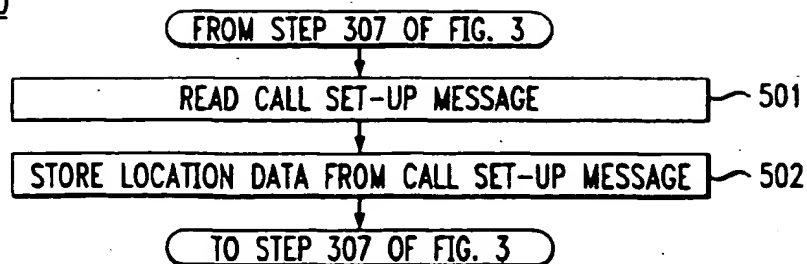 FROM STEP 307 OF FIG. 3
READ CALL SET-UP MESSAGE
501
STORE LOCATION DATA FROM CALL SET-UP MESSAGE
502
TO STEP 307 OF FIG. 3